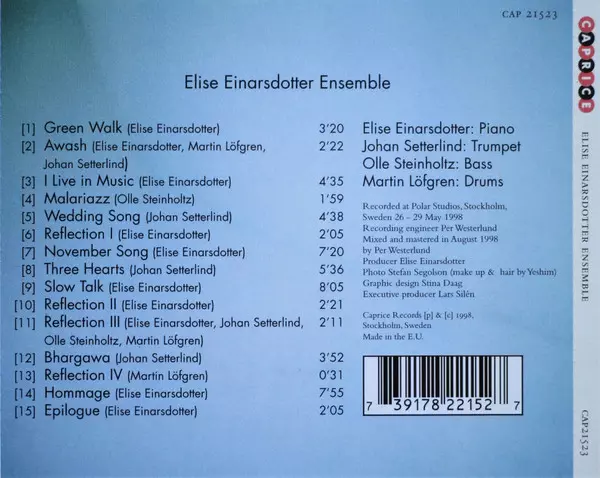 CAP 21523
CAPRICE
Elise Einarsdotter Ensemble
[1] Green Walk (Elise Einarsdotter) 3'20
[2] Awash (Elise Einarsdotter, Martin Löfgren, 2'22
Johan Setterlind)
[3] I Live in Music (Elise Einarsdotter) 4'35
[4] Malariazz (Olle Steinholtz) 1'59
[5] Wedding Song (Johan Setterlind) 4'38
[6] Reflection I (Elise Einarsdotter) 2'05
[7] November Song (Elise Einarsdotter) 7'20
[8] Three Hearts (Johan Setterlind) 5'36
[9] Slow Talk (Elise Einarsdotter) 8'05
[10] Reflection II (Elise Einarsdotter) 2'21
[11] Reflection III (Elise Einarsdotter, Johan Setterlind, 2'11
Olle Steinholtz, Martin Löfgren)
[12] Bhargawa (Johan Setterlind) 3'52
[13] Reflection IV (Martin Löfgren) 0'31
[14] Hommage (Elise Einarsdotter) 7'55
[15] Epilogue (Elise Einarsdotter) 2'05
Elise Einarsdotter: Piano
Johan Setterlind: Trumpet
Olle Steinholtz: Bass
Martin Löfgren: Drums
Recorded at Polar Studios, Stockholm,
Sweden 26 - 29 May 1998
Recording engineer Per Westerlund
Mixed and mastered in August 1998
by Per Westerlund
Producer Elise Einarsdotter
Photo Stefan Segolson (make up & hair by Yeshim)
Graphic design Stina Daag
Executive producer Lars Silén
Caprice Records [p] & [c] 1998,
Stockholm, Sweden
Made in the E.U.
7 39178 22152 7
ELISE EINARSDOTTER ENSEMBLE
CAP21523